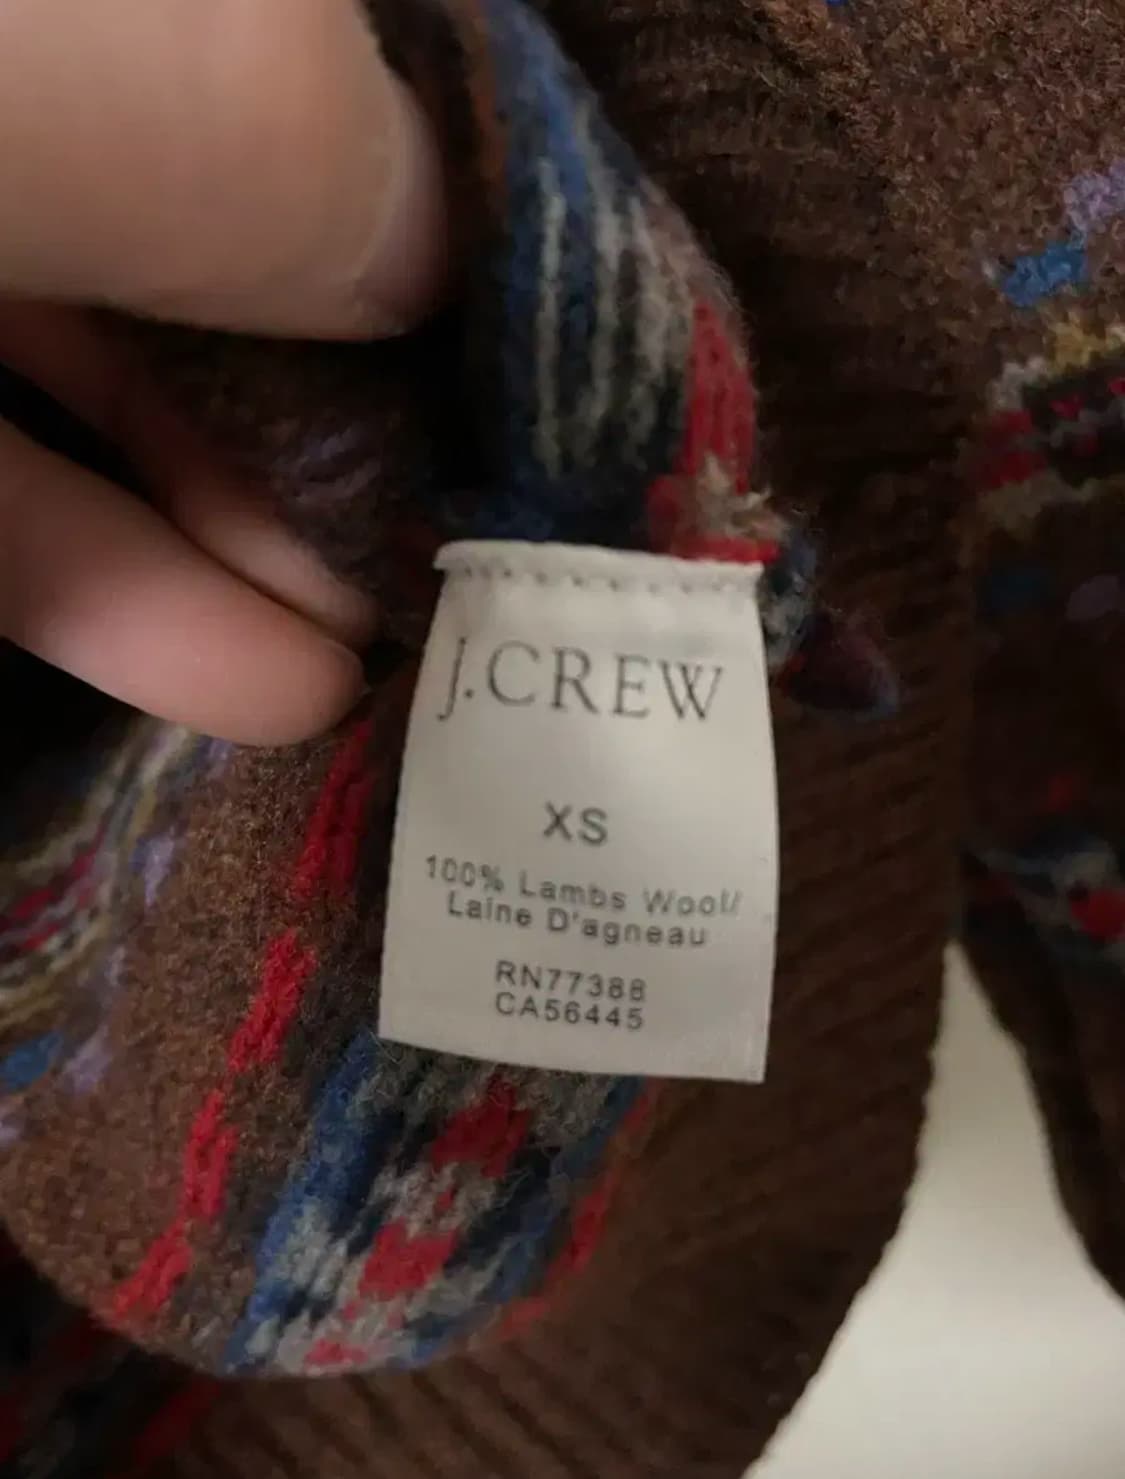 J.CREW
XS
100% Lambs Wool/
Laine D'agneau
RN77388
CA56445